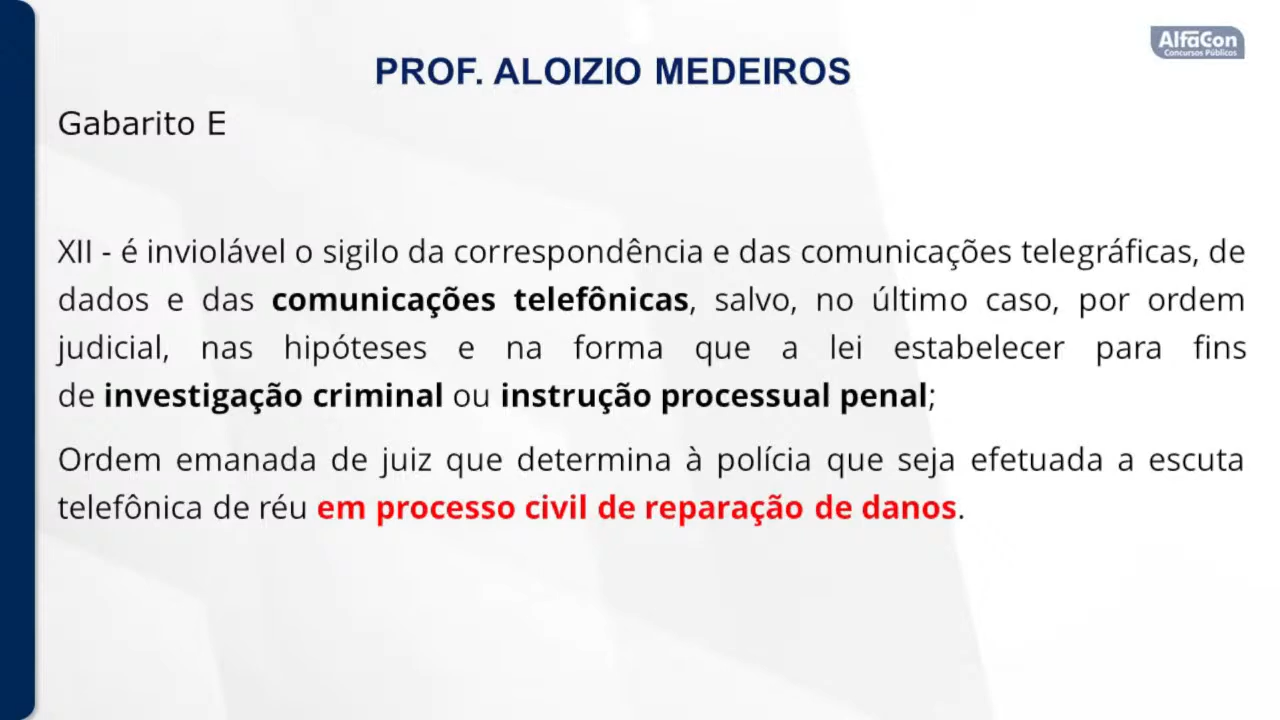 AlfaCon
Concursos Públicos
PROF. ALOIZIO MEDEIROS
Gabarito E
XII - é inviolável o sigilo da correspondência e das comunicações telegráficas, de
dados e das comunicações telefônicas, salvo, no último caso, por ordem
judicial, nas hipóteses e na forma que a lei estabelecer para fins
de investigação criminal ou instrução processual penal;
Ordem emanada de juiz que determina à polícia que seja efetuada a escuta
telefônica de réu em processo civil de reparação de danos.